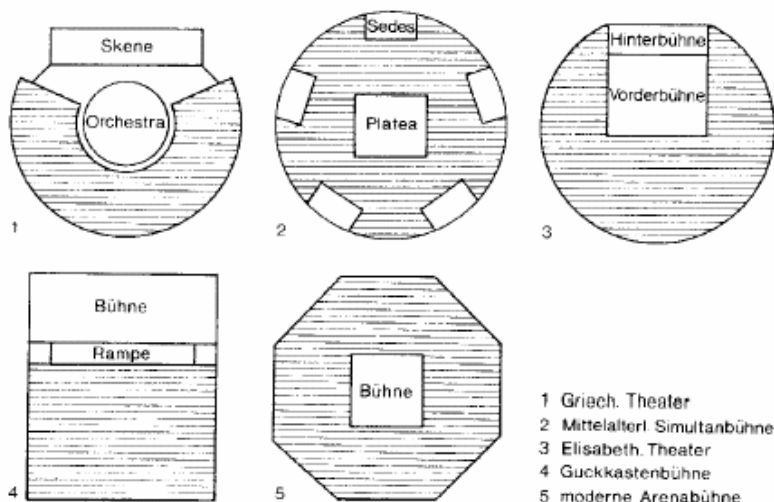 Skene
Orchestra
1
Sedes
Platea
2
Hinterbühne
Vorderbühne
3
Bühne
Rampe
4
Bühne
5
1 Griech. Theater
2 Mittelalterl. Simultanbühne
3 Elisabeth. Theater
4 Guckkastenbühne
5 moderne Arenabühne